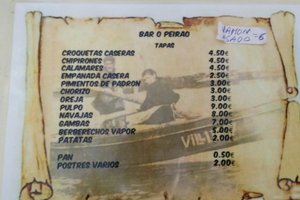 BAR O PEIRAO
TAPAS
CROQUETAS CASERAS 4.50€
CHIPIRONES 4.50€
CALAMARES 4.50€
EMPANADA CASERA 2.50€
PIMIENTOS DE PADRON 3.00€
CHORIZO 3.00€
OREJA 3.00€
PULPO 9.00€
NAVAJAS 8.00€
GAMBAS 7.00€
BERBERECHOS VAPOR 5.00€
PATATAS 2.00€
PAN 0.50€
POSTRES VARIOS 2.00€